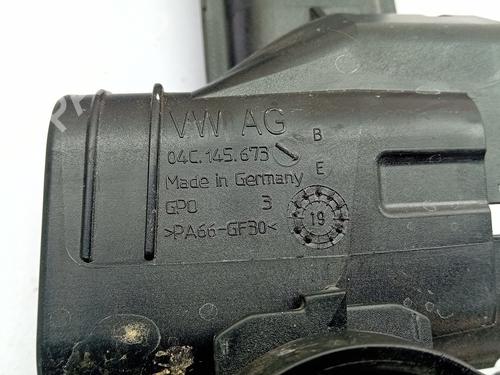 VW AG
B
04C.145.673
E
Made in Germany
GPO 3
19
>PA66-GF30<